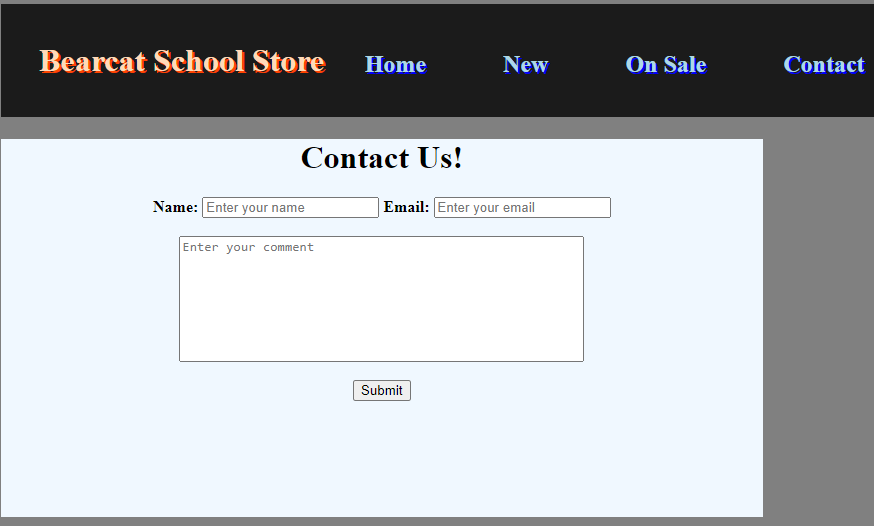 Bearcat School Store Home New On Sale Contact
Contact Us!
Name: Enter your name Email: Enter your email
Enter your comment
Submit